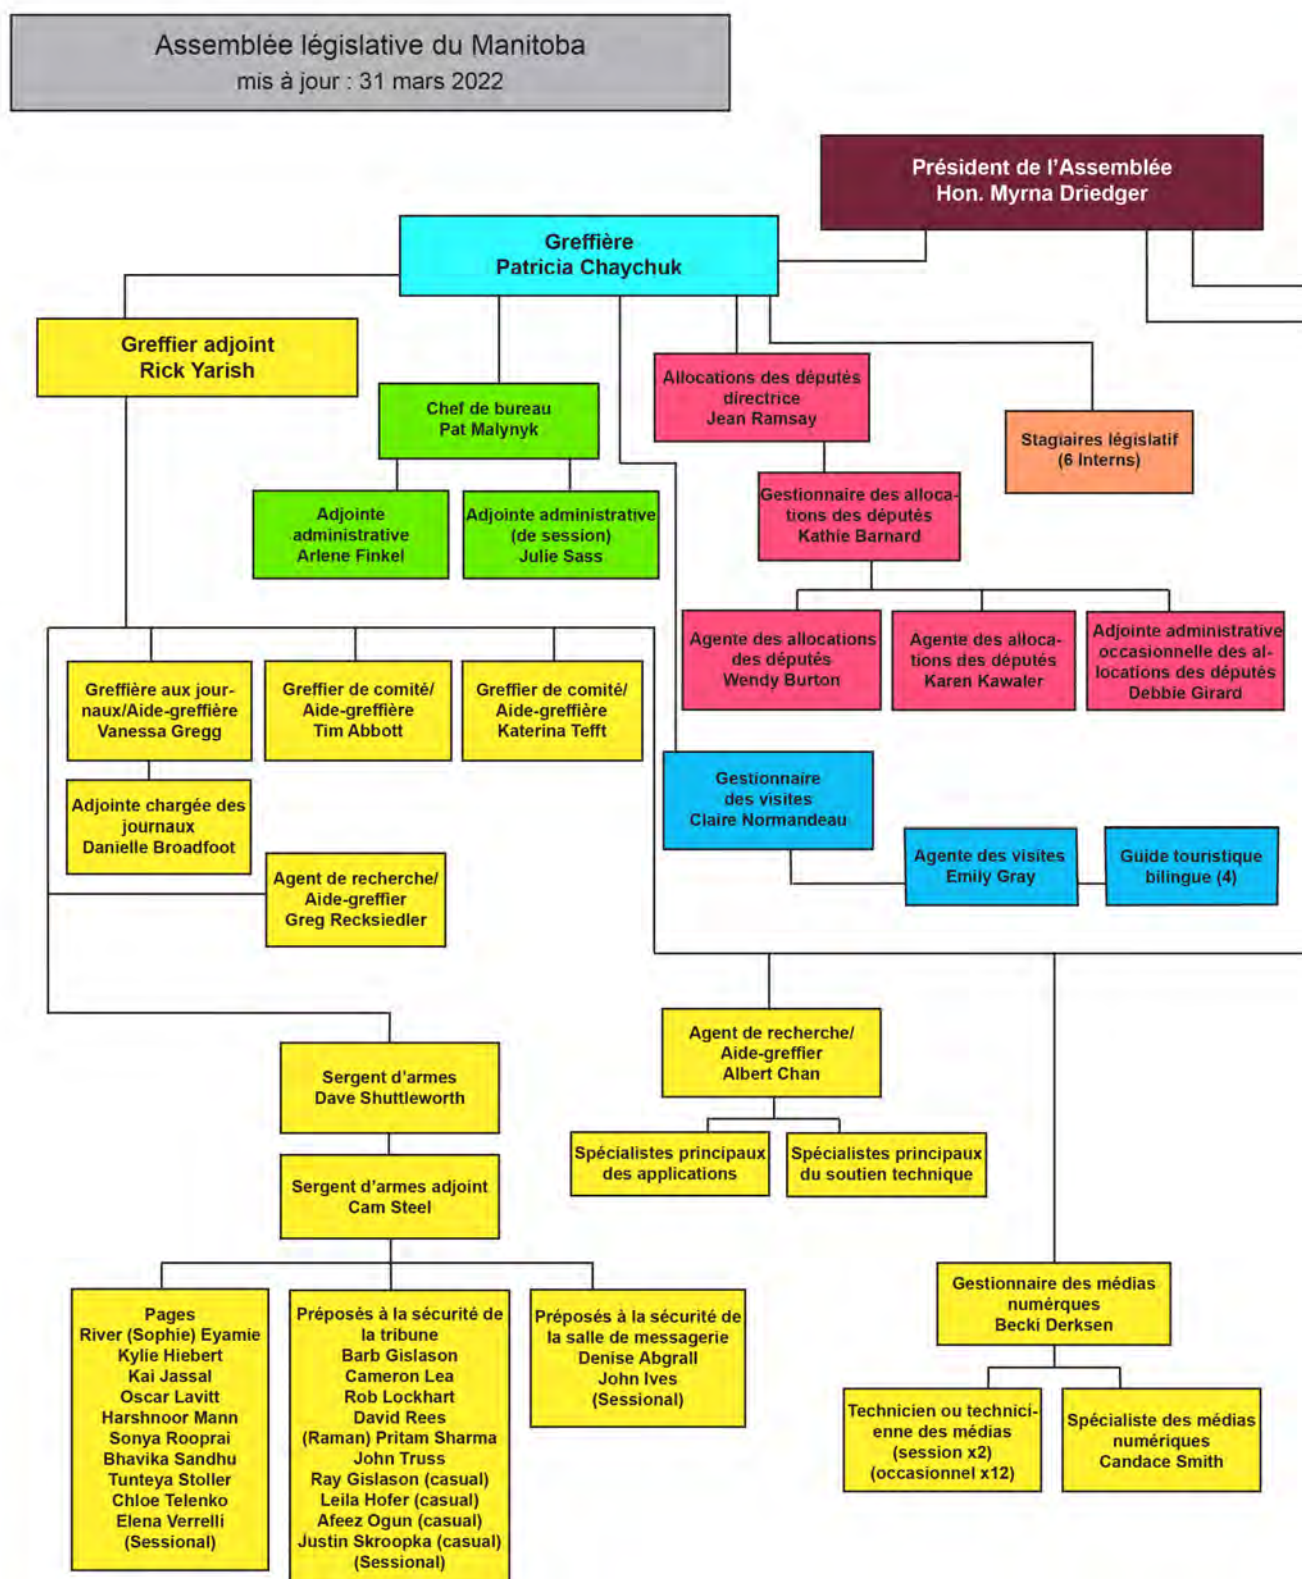 Assemblée législative du Manitoba
mis à jour : 31 mars 2022
Président de l'Assemblée
Hon. Myrna Driedger
Greffière
Patricia Chaychuk
Greffier adjoint
Rick Yarish
Chef de bureau
Pat Malynyk
Allocations des députés
directrice
Jean Ramsay
Stagiaires législatif
(6 Interns)
Adjointe
administrative
Arlene Finkel
Adjointe administrative
(de session)
Julie Sass
Gestionnaire des alloca-
tions des députés
Kathie Barnard
Agente des allocations
des députés
Wendy Burton
Agente des alloca-
tions des députés
Karen Kawaler
Adjointe administrative
occasionnelle des al-
locations des députés
Debbie Girard
Greffière aux jour-
naux/Aide-greffière
Vanessa Gregg
Greffier de comité/
Aide-greffière
Tim Abbott
Greffier de comité/
Aide-greffière
Katerina Tefft
Adjointe chargée des
journaux
Danielle Broadfoot
Gestionnaire
des visites
Claire Normandeau
Agente des visites
Emily Gray
Guide touristique
bilingue (4)
Agent de recherche/
Aide-greffier
Greg Recksiedler
Agent de recherche/
Aide-greffier
Albert Chan
Sergent d'armes
Dave Shuttleworth
Spécialistes principaux
des applications
Spécialistes principaux
du soutien technique
Sergent d'armes adjoint
Cam Steel
Gestionnaire des médias
numérques
Becki Derksen
Pages
River (Sophie) Eyamie
Kylie Hiebert
Kai Jassal
Oscar Lavitt
Harshnoor Mann
Sonya Rooprai
Bhavika Sandhu
Tunteya Stoller
Chloe Telenko
Elena Verrelli
(Sessional)
Préposés à la sécurité de
la tribune
Barb Gislason
Cameron Lea
Rob Lockhart
David Rees
(Raman) Pritam Sharma
John Truss
Ray Gislason (casual)
Leila Hofer (casual)
Afeez Ogun (casual)
Justin Skroopka (casual)
(Sessional)
Préposés à la sécurité de
la salle de messagerie
Denise Abgrall
John Ives
(Sessional)
Technicien ou technici-
enne des médias
(session x2)
(occasionnel x12)
Spécialiste des médias
numériques
Candace Smith